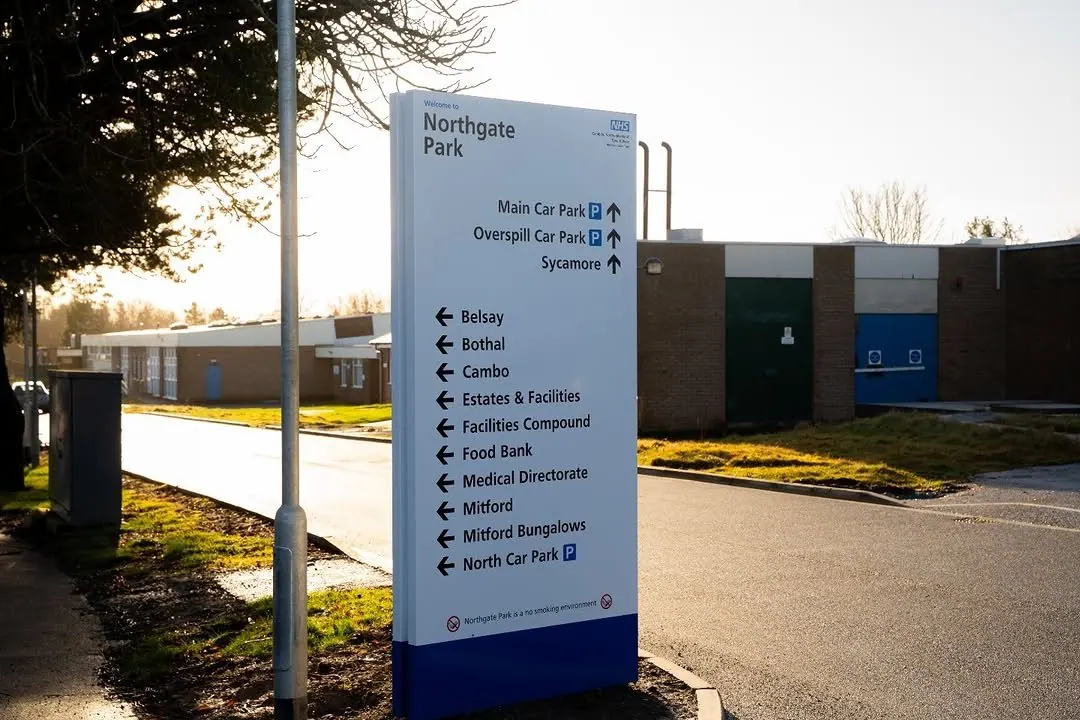 Welcome to
Northgate
Park
NHS
Main Car Park P ↑
Overspill Car Park P ↑
Sycamore ↑
← Belsay
← Bothal
← Cambo
← Estates & Facilities
← Facilities Compound
← Food Bank
← Medical Directorate
← Mitford
← Mitford Bungalows
← North Car Park P
Northgate Park is a no smoking environment